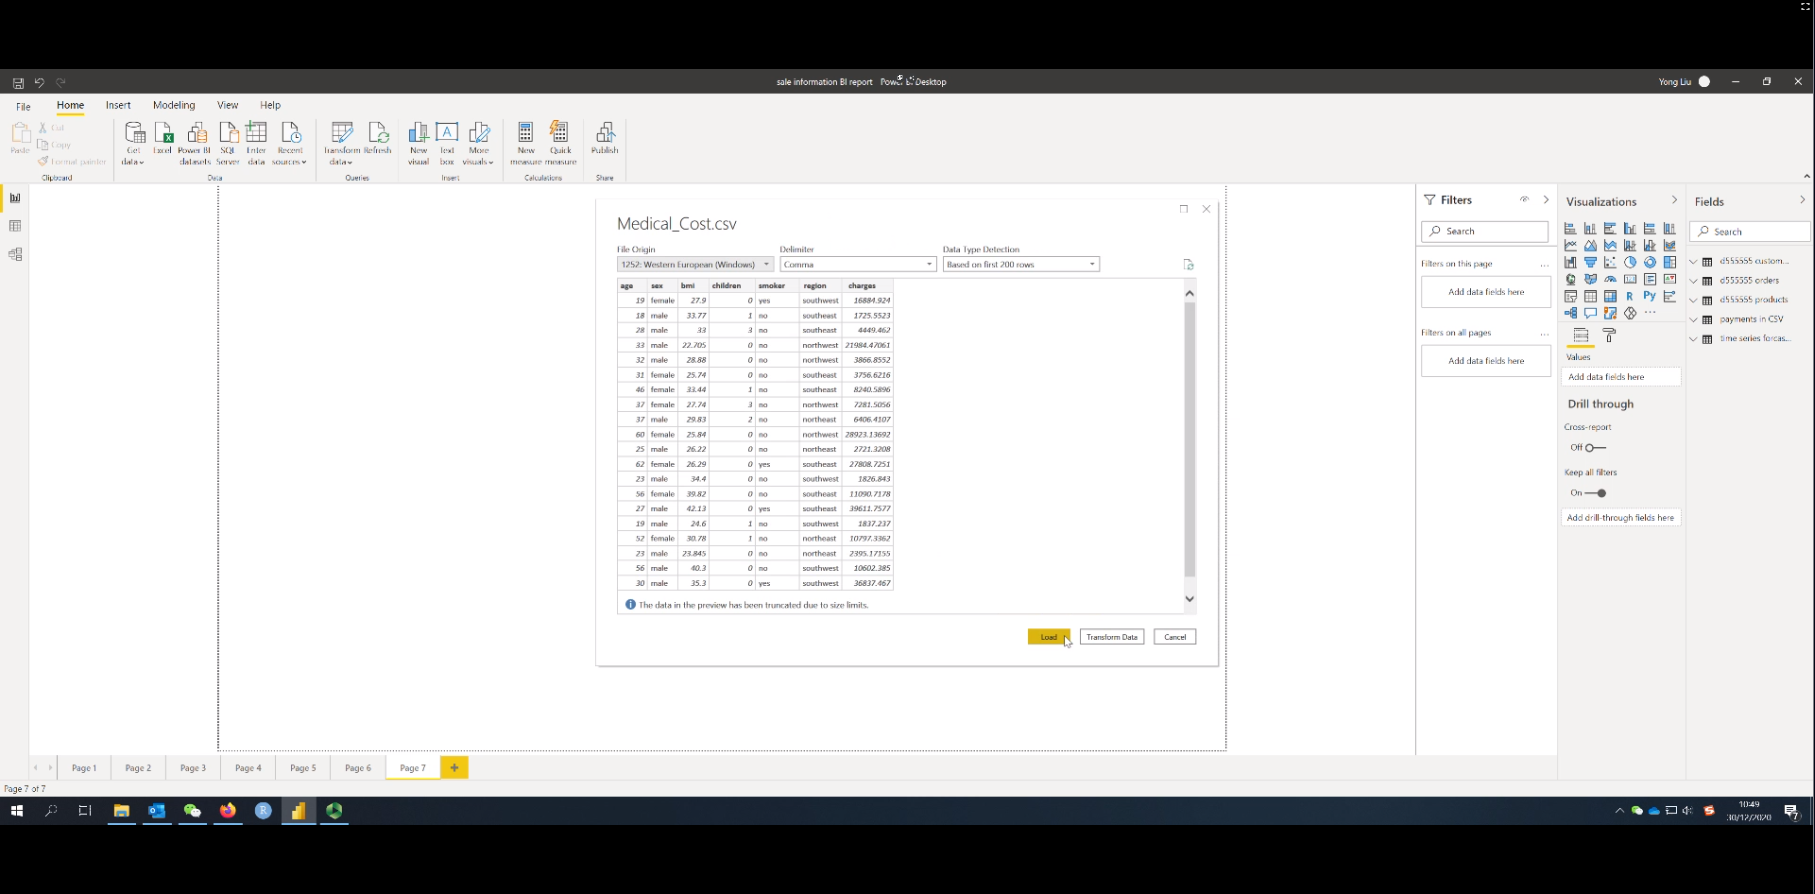 sale information BI report
Desktop
Yong Liu
File Home Insert Modeling View Help
Paste
Cut
Copy
Format painter
Clipboard
Get data
Excel
Power BI datasets
SQL Server
Enter data
Recent sources
Data
Transform data
Refresh
Queries
New visual
Text box
More visuals
Insert
New measure
Quick measure
Calculations
Publish
Share
Medical_Cost.csv
File Origin
1252: Western European (Windows)
Delimiter
Comma
Data Type Detection
Based on first 200 rows
age sex bmi children smoker region charges
19 female 27.9 0 yes southwest 16884.924
18 male 33.77 1 no southeast 1725.5523
28 male 33 3 no southeast 4449.462
33 male 22.705 0 no northwest 21984.47061
32 male 28.88 0 no northwest 3866.8552
31 female 25.74 0 no southeast 3756.6216
46 female 33.44 1 no southeast 8240.5896
37 female 27.74 3 no northwest 7281.5056
37 male 29.83 2 no northeast 6406.4107
60 female 25.84 0 no northwest 28923.13692
25 male 26.22 0 no northeast 2721.3208
62 female 26.29 0 yes southeast 27808.7251
23 male 34.4 0 no southwest 1826.843
56 female 39.82 0 no southeast 11090.7178
27 male 42.13 0 yes southeast 39611.7577
19 male 24.6 1 no southwest 1837.237
52 female 30.78 1 no northeast 10797.3362
23 male 23.845 0 no northeast 2395.17155
56 male 40.3 0 no southwest 10602.385
30 male 35.3 0 yes southwest 36837.467
The data in the preview has been truncated due to size limits.
Load
Transform Data
Cancel
Filters
Search
Filters on this page ...
Add data fields here
Filters on all pages ...
Add data fields here
Visualizations
R
Py
...
Values
Add data fields here
Drill through
Cross-report
Off
Keep all filters
On
Add drill-through fields here
Fields
Search
d555555 custom...
d555555 orders
d555555 products
payments in CSV
time series forcas...
Page 1
Page 2
Page 3
Page 4
Page 5
Page 6
Page 7
+
Page 7 of 7
10:49
30/12/2020
7